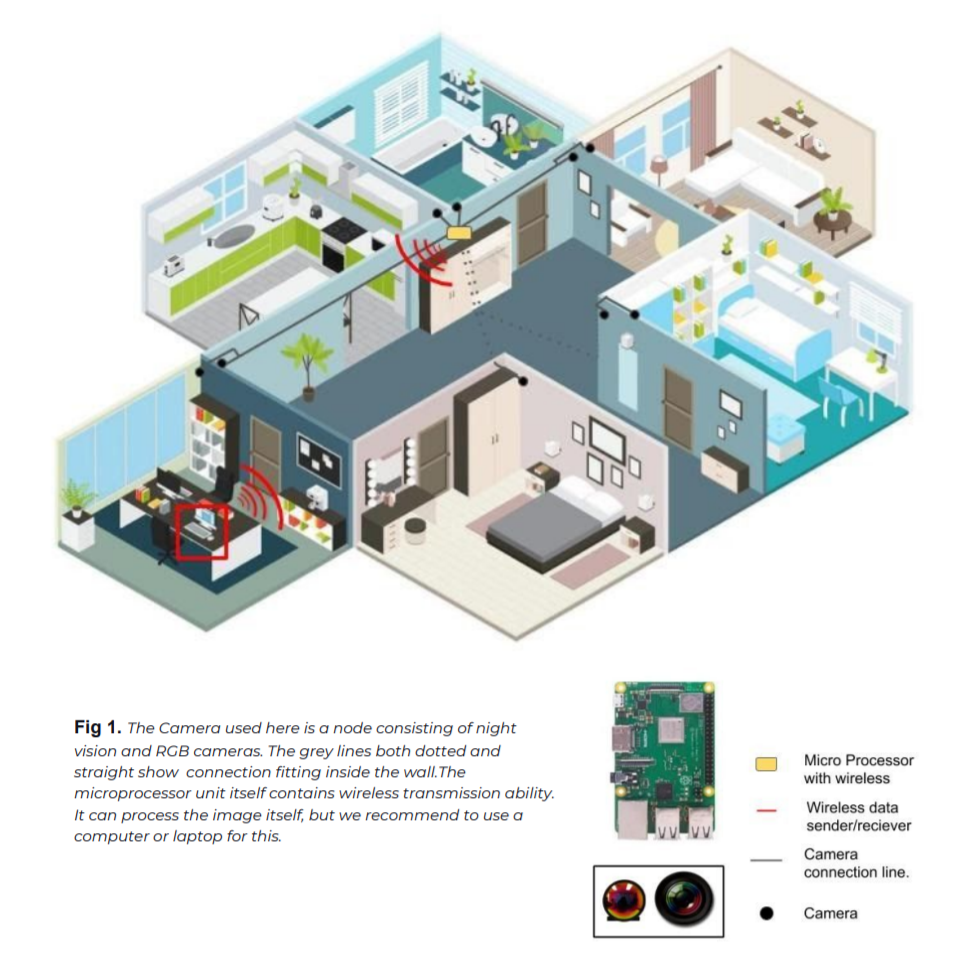 Fig 1. The Camera used here is a node consisting of night
vision and RGB cameras. The grey lines both dotted and
straight show connection fitting inside the wall.The
microprocessor unit itself contains wireless transmission ability.
It can process the image itself, but we recommend to use a
computer or laptop for this.
Micro Processor
with wireless
Wireless data
sender/reciever
Camera
connection line.
Camera